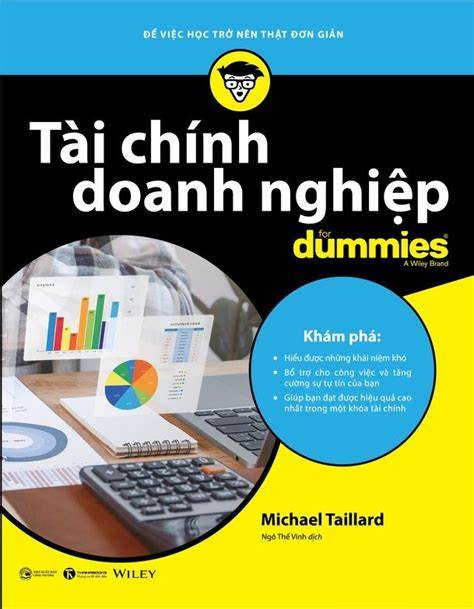 ĐỂ VIỆC HỌC TRỞ NÊN THẬT ĐƠN GIẢN
Tài chính
doanh nghiệp
for
dummies®
A Wiley Brand
Khám phá:
• Hiểu được những khái niệm khó
• Bổ trợ cho công việc và tăng
cường sự tự tin của bạn
• Giúp bạn đạt được hiệu quả cao
nhất trong một khóa tài chính
Michael Taillard
Ngô Thế Vinh dịch
WILEY